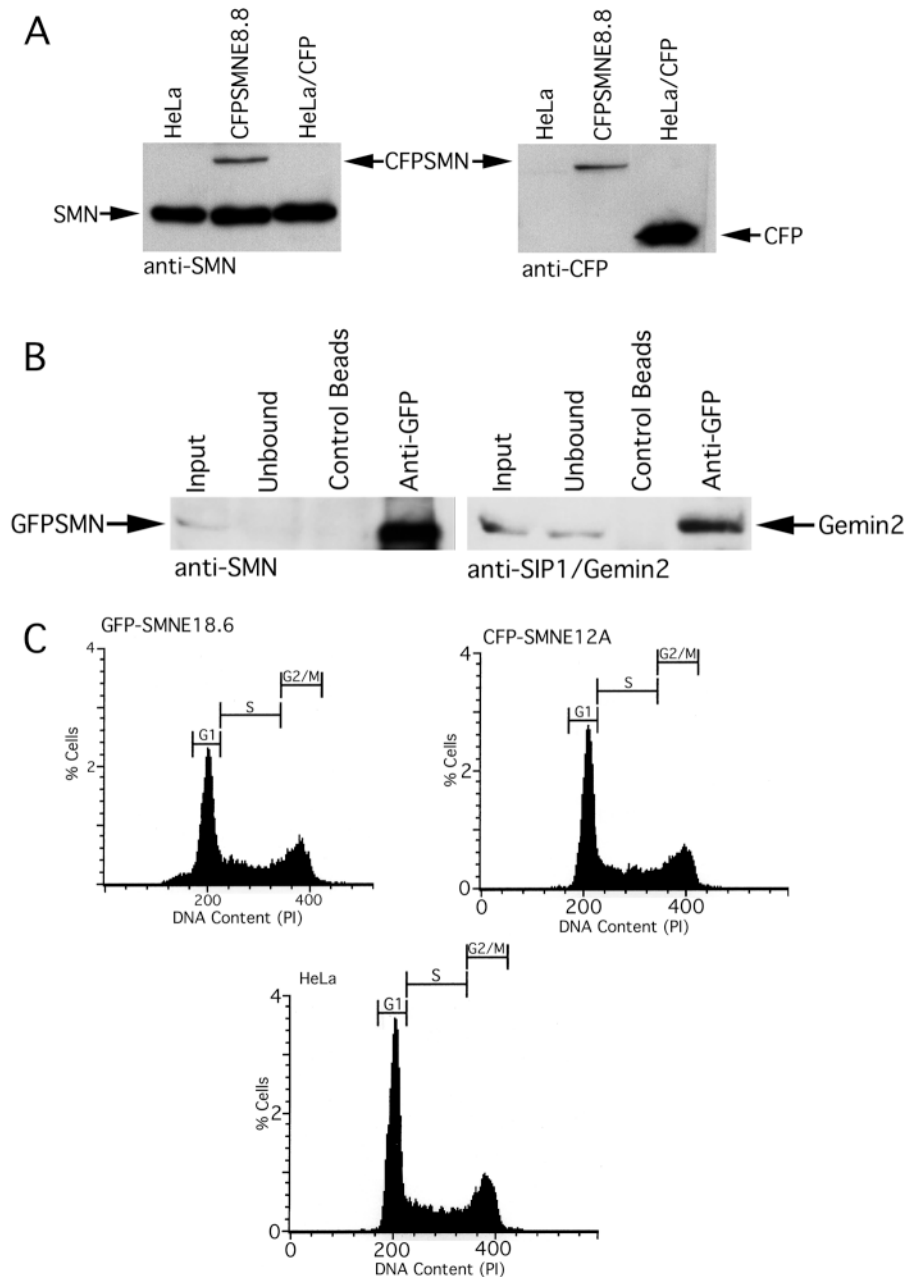 A
HeLa
CFPSMNE8.8
HeLa/CFP
HeLa
CFPSMNE8.8
HeLa/CFP
CFPSMN
SMN
CFP
anti-SMN
anti-CFP
B
Input
Unbound
Control Beads
Anti-GFP
Input
Unbound
Control Beads
Anti-GFP
GFPSMN
Gemin2
anti-SMN
anti-SIP1/Gemin2
C
GFP-SMNE18.6
4
2
% Cells
G1
S
G2/M
200
400
DNA Content (PI)
CFP-SMNE12A
4
2
0
% Cells
G1
S
G2/M
0
200
400
DNA Content (PI)
HeLa
4
2
0
% Cells
G1
S
G2/M
0
200
400
DNA Content (PI)